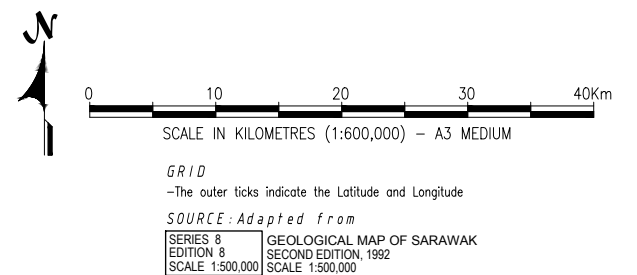 N
0 10 20 30 40Km
SCALE IN KILOMETRES (1:600,000) – A3 MEDIUM
GRID
–The outer ticks indicate the Latitude and Longitude
SOURCE: Adapted from
SERIES 8
EDITION 8
SCALE 1:500,000
GEOLOGICAL MAP OF SARAWAK
SECOND EDITION, 1992
SCALE 1:500,000